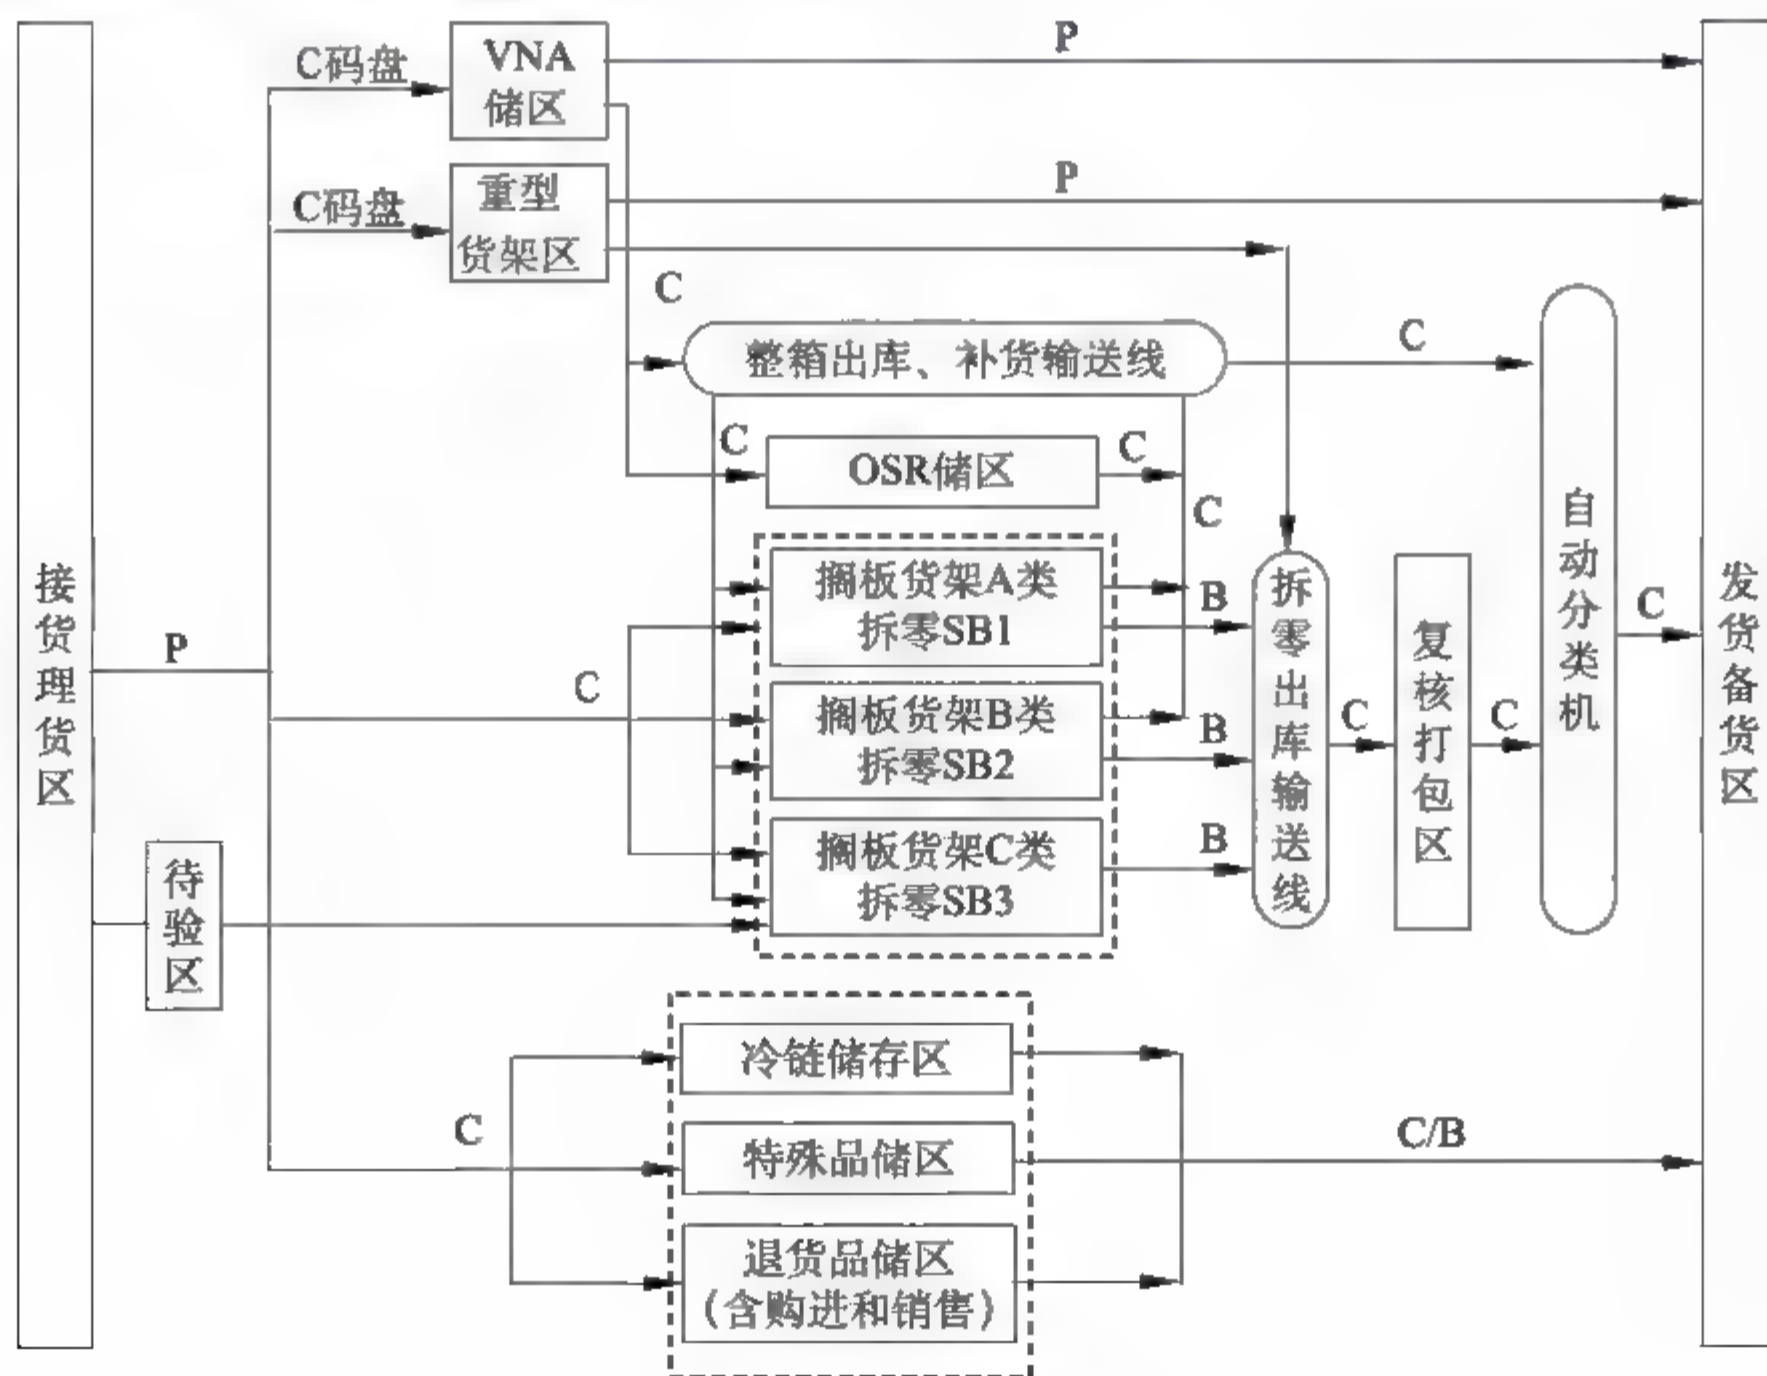 C码盘
VNA
储区
P
C码盘
重型
货架区
P
C
整箱出库、补货输送线
C
C
OSR储区
C
C
接货理货区
P
C
搁板货架A类
拆零SB1
B
搁板货架B类
拆零SB2
B
搁板货架C类
拆零SB3
B
拆零出库输送线
C
复核打包区
C
自动分类机
C
发货备货区
待验区
C
冷链储存区
特殊品储区
退货品储区
（含购进和销售）
C/B